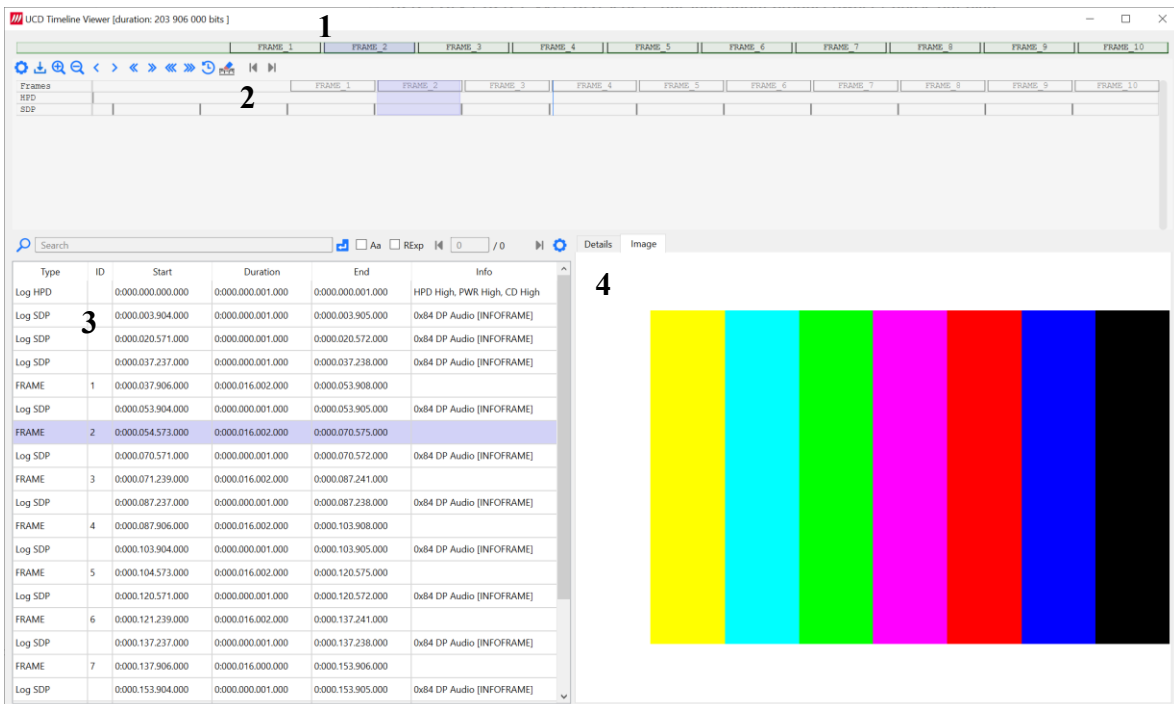 UCD Timeline Viewer [duration: 203 906 000 bits ]
1
FRAME_1 FRAME_2 FRAME_3 FRAME_4 FRAME_5 FRAME_6 FRAME_7 FRAME_8 FRAME_9 FRAME_10
2
Frames FRAME_1 FRAME_2 FRAME_3 FRAME_4 FRAME_5 FRAME_6 FRAME_7 FRAME_8 FRAME_9 FRAME_10
HPD
SDP
Search Aa RExp 0 / 0 Details Image
Type ID Start Duration End Info
Log HPD 0:000.000.000.000 0:000.000.001.000 0:000.000.001.000 HPD High, PWR High, CD High
4
Log SDP 0:000.003.904.000 0:000.000.001.000 0:000.003.905.000 0x84 DP Audio [INFOFRAME]
3
Log SDP 0:000.020.571.000 0:000.000.001.000 0:000.020.572.000 0x84 DP Audio [INFOFRAME]
Log SDP 0:000.037.237.000 0:000.000.001.000 0:000.037.238.000 0x84 DP Audio [INFOFRAME]
FRAME 1 0:000.037.906.000 0:000.016.002.000 0:000.053.908.000
Log SDP 0:000.053.904.000 0:000.000.001.000 0:000.053.905.000 0x84 DP Audio [INFOFRAME]
FRAME 2 0:000.054.573.000 0:000.016.002.000 0:000.070.575.000
Log SDP 0:000.070.571.000 0:000.000.001.000 0:000.070.572.000 0x84 DP Audio [INFOFRAME]
FRAME 3 0:000.071.239.000 0:000.016.002.000 0:000.087.241.000
Log SDP 0:000.087.237.000 0:000.000.001.000 0:000.087.238.000 0x84 DP Audio [INFOFRAME]
FRAME 4 0:000.087.906.000 0:000.016.002.000 0:000.103.908.000
Log SDP 0:000.103.904.000 0:000.000.001.000 0:000.103.905.000 0x84 DP Audio [INFOFRAME]
FRAME 5 0:000.104.573.000 0:000.016.002.000 0:000.120.575.000
Log SDP 0:000.120.571.000 0:000.000.001.000 0:000.120.572.000 0x84 DP Audio [INFOFRAME]
FRAME 6 0:000.121.239.000 0:000.016.002.000 0:000.137.241.000
Log SDP 0:000.137.237.000 0:000.000.001.000 0:000.137.238.000 0x84 DP Audio [INFOFRAME]
FRAME 7 0:000.137.906.000 0:000.016.000.000 0:000.153.906.000
Log SDP 0:000.153.904.000 0:000.000.001.000 0:000.153.905.000 0x84 DP Audio [INFOFRAME]